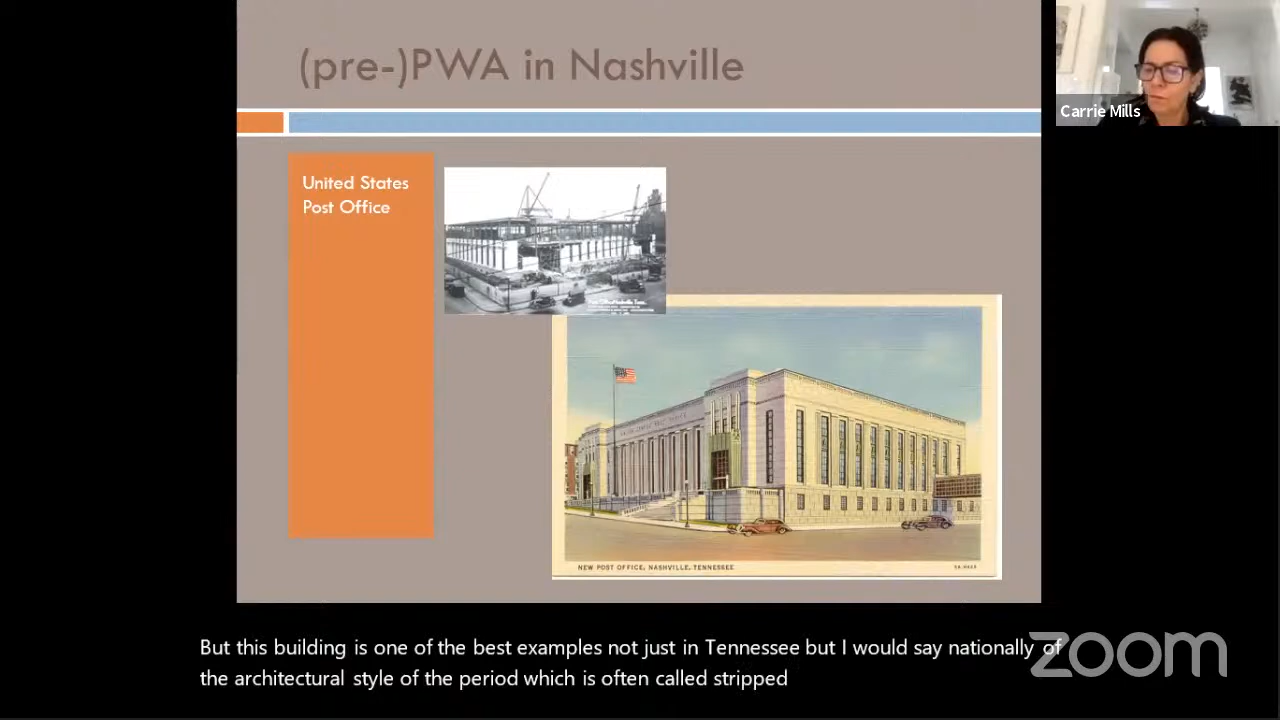 (pre-)PWA in Nashville
Carrie Mills
United States
Post Office
NEW POST OFFICE, NASHVILLE, TENNESSEE
But this building is one of the best examples not just in Tennessee but I would say nationally of
the architectural style of the period which is often called stripped
zoom